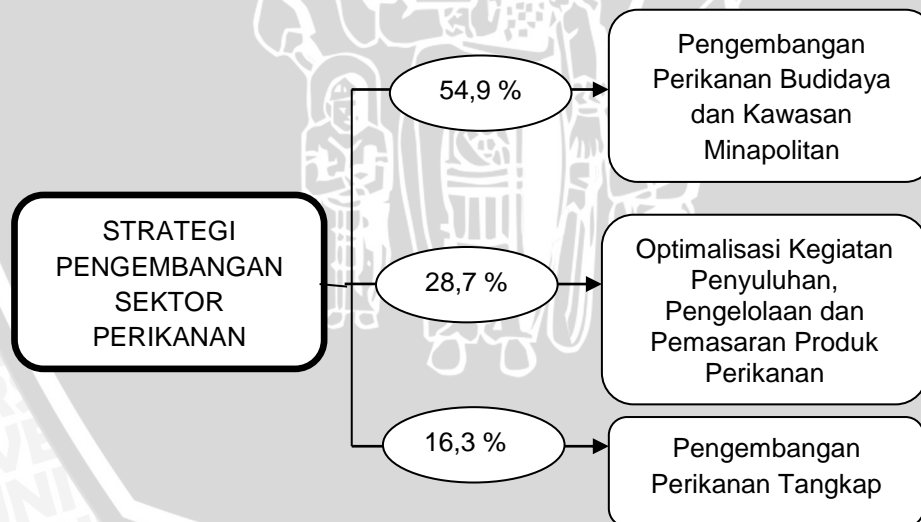 STRATEGI
PENGEMBANGAN
SEKTOR
PERIKANAN
54,9 %
Pengembangan
Perikanan Budidaya
dan Kawasan
Minapolitan
28,7 %
Optimalisasi Kegiatan
Penyuluhan,
Pengelolaan dan
Pemasaran Produk
Perikanan
16,3 %
Pengembangan
Perikanan Tangkap